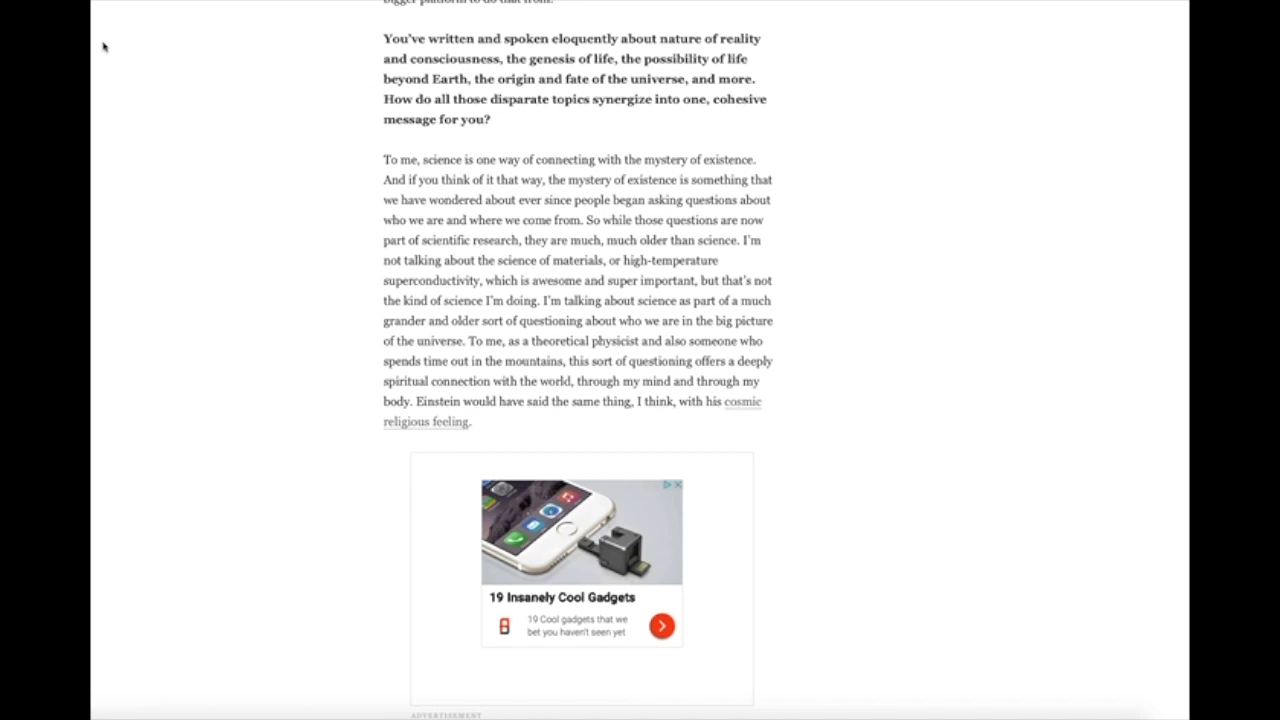 bigger platform to do that from.
You've written and spoken eloquently about nature of reality
and consciousness, the genesis of life, the possibility of life
beyond Earth, the origin and fate of the universe, and more.
How do all those disparate topics synergize into one, cohesive
message for you?
To me, science is one way of connecting with the mystery of existence.
And if you think of it that way, the mystery of existence is something that
we have wondered about ever since people began asking questions about
who we are and where we come from. So while those questions are now
part of scientific research, they are much, much older than science. I'm
not talking about the science of materials, or high-temperature
superconductivity, which is awesome and super important, but that's not
the kind of science I'm doing. I'm talking about science as part of a much
grander and older sort of questioning about who we are in the big picture
of the universe. To me, as a theoretical physicist and also someone who
spends time out in the mountains, this sort of questioning offers a deeply
spiritual connection with the world, through my mind and through my
body. Einstein would have said the same thing, I think, with his cosmic
religious feeling.
19 Insanely Cool Gadgets
19 Cool gadgets that we
bet you haven't seen yet
ADVERTISEMENT